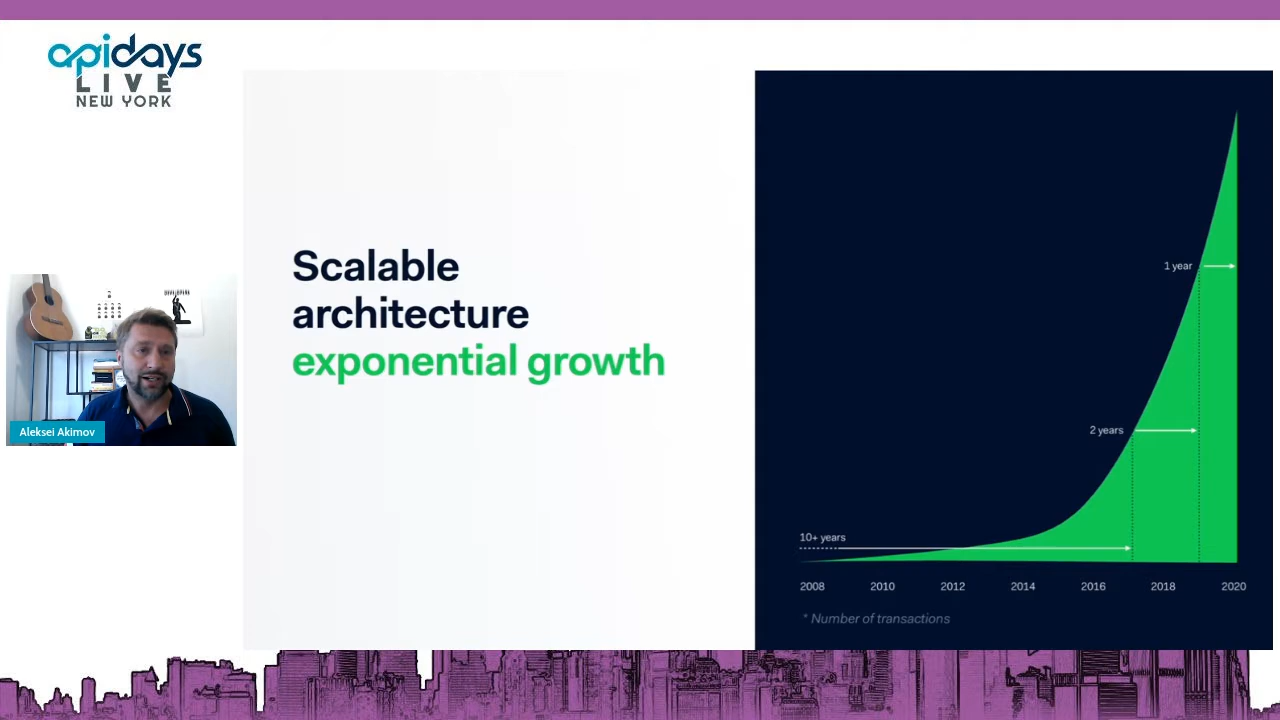 apidays
LIVE
NEW YORK
Scalable
architecture
exponential growth
Aleksei Akimov
DEVELOPING
1 year
2 years
10+ years
2008 2010 2012 2014 2016 2018 2020
* Number of transactions